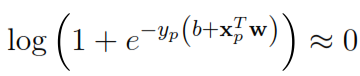 log(1 + e^{-y_p(b+𝐱_p^T 𝐰)}) ≈ 0